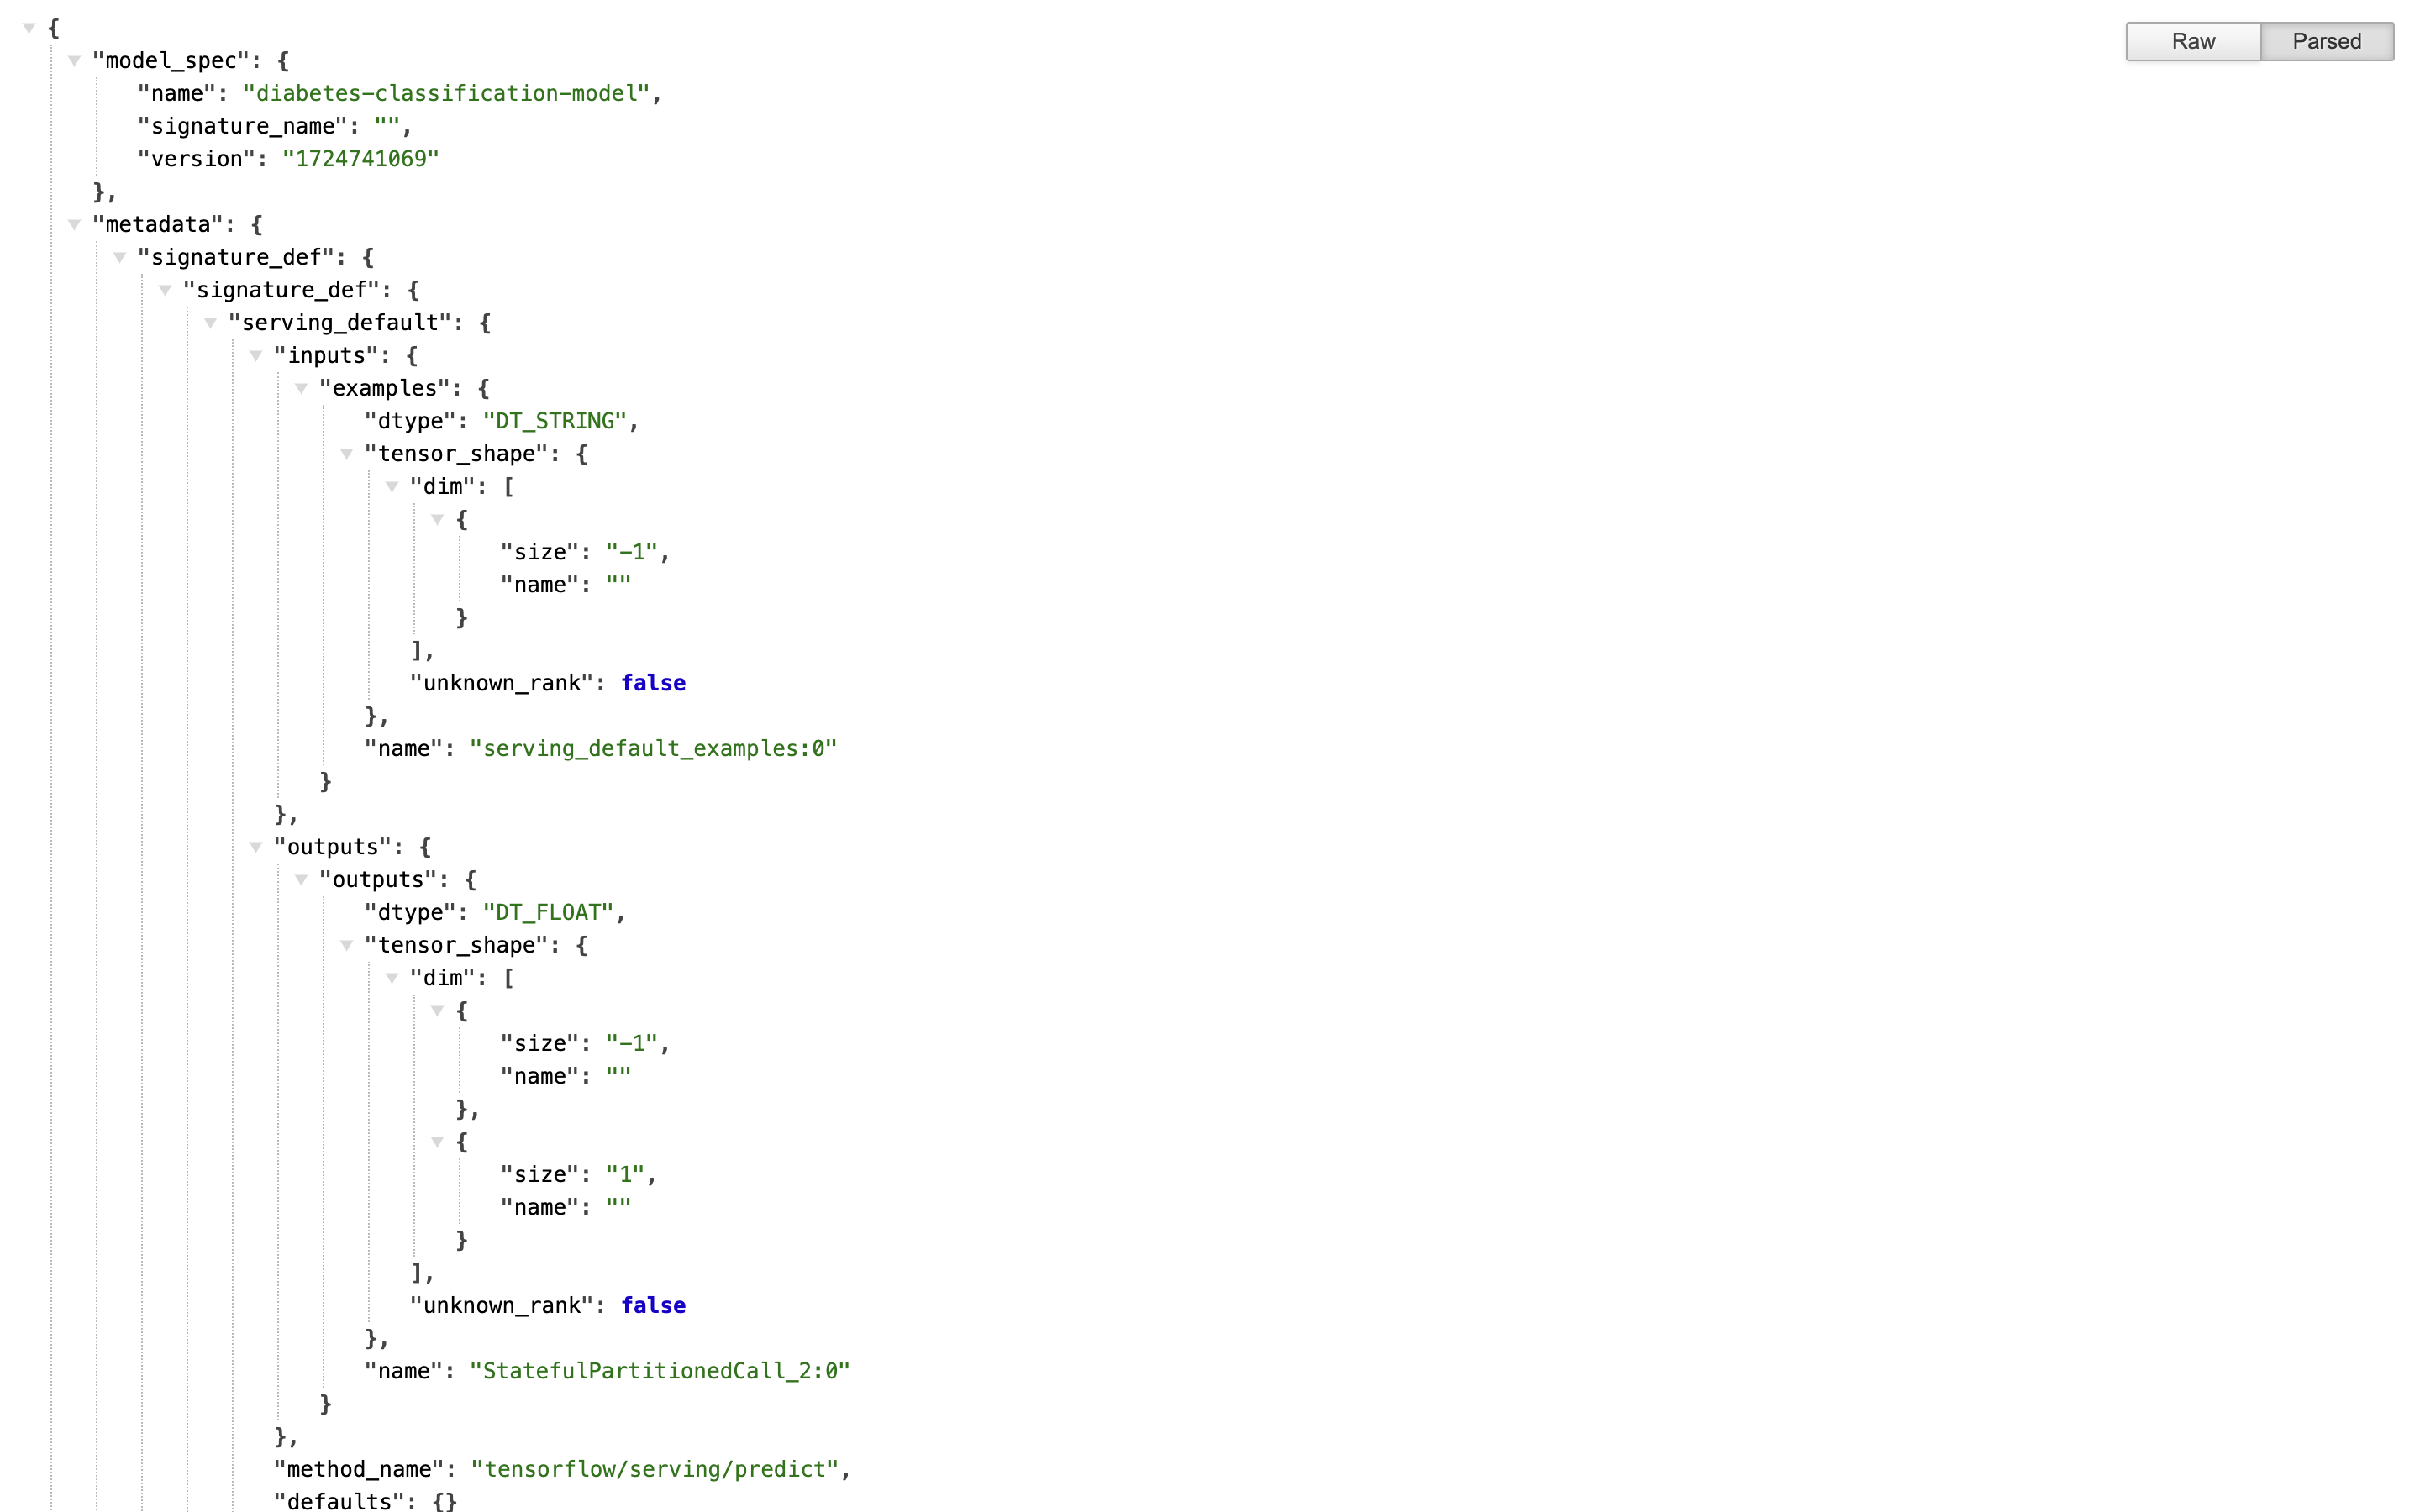 {
"model_spec": {
"name": "diabetes-classification-model",
"signature_name": "",
"version": "1724741069"
},
"metadata": {
"signature_def": {
"signature_def": {
"serving_default": {
"inputs": {
"examples": {
"dtype": "DT_STRING",
"tensor_shape": {
"dim": [
{
"size": "-1",
"name": ""
}
],
"unknown_rank": false
},
"name": "serving_default_examples:0"
}
},
"outputs": {
"outputs": {
"dtype": "DT_FLOAT",
"tensor_shape": {
"dim": [
{
"size": "-1",
"name": ""
},
{
"size": "1",
"name": ""
}
],
"unknown_rank": false
},
"name": "StatefulPartitionedCall_2:0"
}
},
"method_name": "tensorflow/serving/predict",
"defaults": {}
Raw Parsed